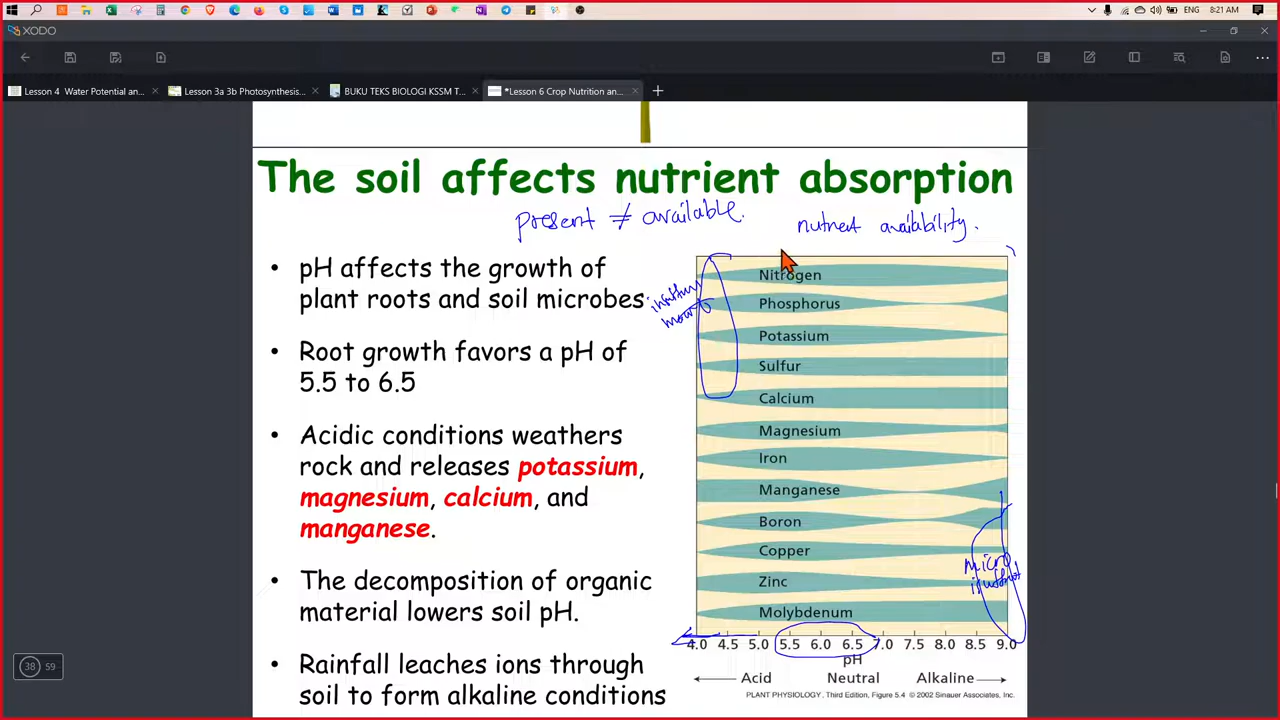 ENG 8:21 AM
XODO
Lesson 4 Water Potential an...
Lesson 3a 3b Photosynthesis...
BUKU TEKS BIOLOGI KSSM T...
*Lesson 6 Crop Nutrition an...
The soil affects nutrient absorption
present ≠ available.
nutrient availability.
• pH affects the growth of
plant roots and soil microbes
• Root growth favors a pH of
5.5 to 6.5
• Acidic conditions weathers
rock and releases potassium,
magnesium, calcium, and
manganese.
• The decomposition of organic
material lowers soil pH.
• Rainfall leaches ions through
soil to form alkaline conditions
Nitrogen
Phosphorus
Potassium
Sulfur
Calcium
Magnesium
Iron
Manganese
Boron
Copper
Zinc
Molybdenum
micro
4.0 4.5 5.0 5.5 6.0 6.5 7.0 7.5 8.0 8.5 9.0
pH
Acid Neutral Alkaline
PLANT PHYSIOLOGY, Third Edition, Figure 5.4 © 2002 Sinauer Associates, Inc.
38 59